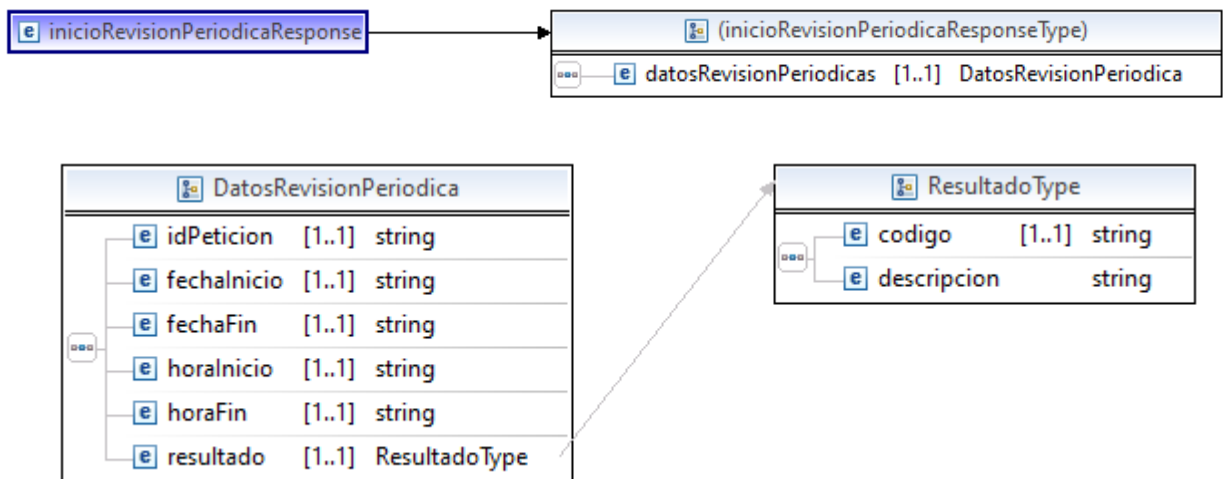 e inicioRevisionPeriodicaResponse
(inicioRevisionPeriodicaResponseType)
e datosRevisionPeriodicas [1..1] DatosRevisionPeriodica
DatosRevisionPeriodica
e idPeticion [1..1] string
e fechaInicio [1..1] string
e fechaFin [1..1] string
e horaInicio [1..1] string
e horaFin [1..1] string
e resultado [1..1] ResultadoType
ResultadoType
e codigo [1..1] string
e descripcion string